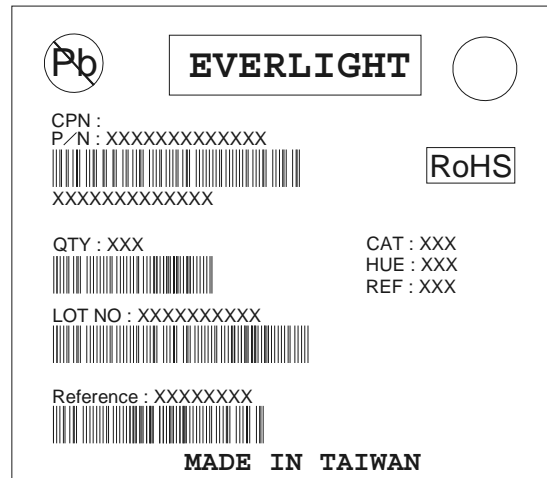 Pb
EVERLIGHT
CPN :
P/N : XXXXXXXXXXXXX
RoHS
XXXXXXXXXXXXX
QTY : XXX
CAT : XXX
HUE : XXX
REF : XXX
LOT NO : XXXXXXXXXX
Reference : XXXXXXXX
MADE IN TAIWAN